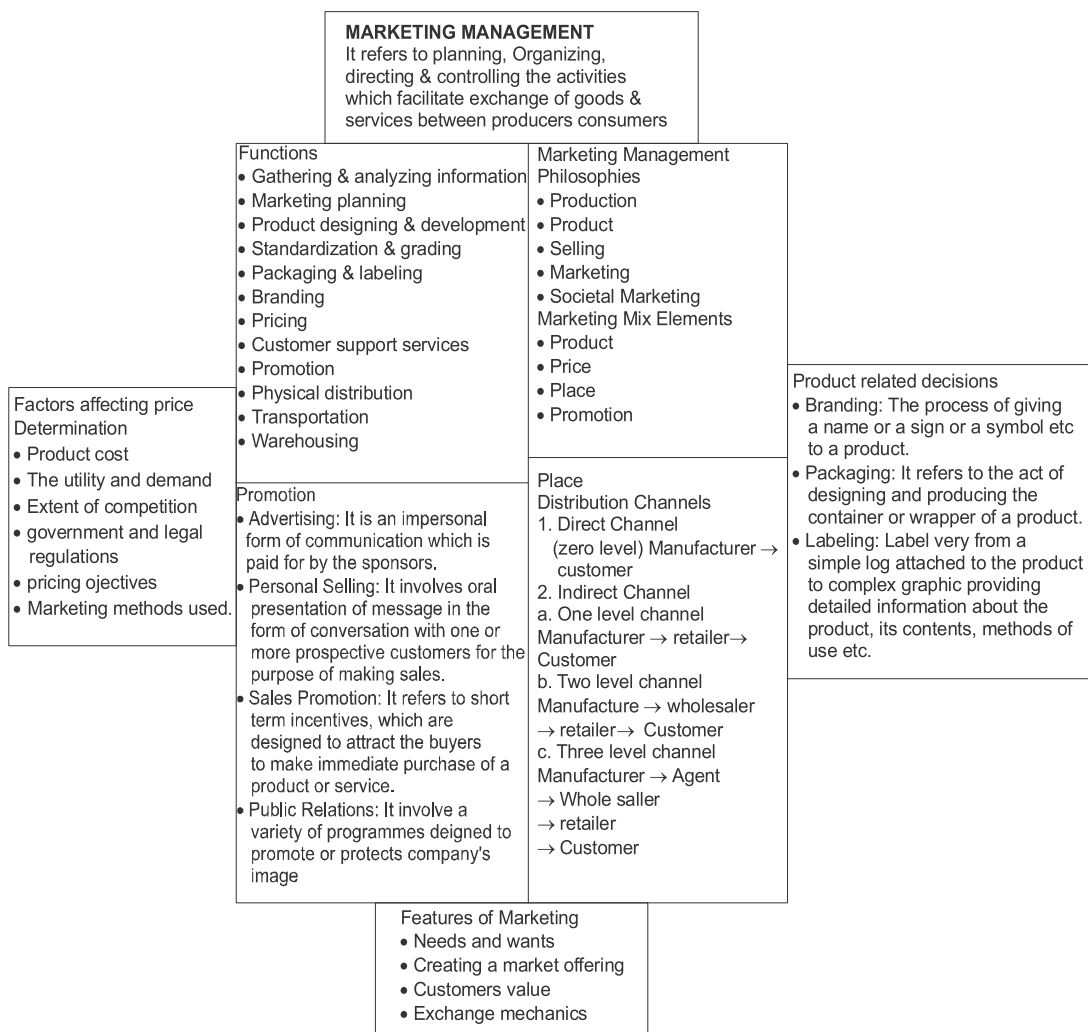 MARKETING MANAGEMENT
It refers to planning, Organizing,
directing & controlling the activities
which facilitate exchange of goods &
services between producers consumers
Functions
• Gathering & analyzing information
• Marketing planning
• Product designing & development
• Standardization & grading
• Packaging & labeling
• Branding
• Pricing
• Customer support services
• Promotion
• Physical distribution
• Transportation
• Warehousing
Marketing Management
Philosophies
• Production
• Product
• Selling
• Marketing
• Societal Marketing
Marketing Mix Elements
• Product
• Price
• Place
• Promotion
Factors affecting price
Determination
• Product cost
• The utility and demand
• Extent of competition
• government and legal
regulations
• pricing ojectives
• Marketing methods used.
Promotion
• Advertising: It is an impersonal
form of communication which is
paid for by the sponsors.
• Personal Selling: It involves oral
presentation of message in the
form of conversation with one or
more prospective customers for the
purpose of making sales.
• Sales Promotion: It refers to short
term incentives, which are
designed to attract the buyers
to make immediate purchase of a
product or service.
• Public Relations: It involve a
variety of programmes deigned to
promote or protects company's
image
Place
Distribution Channels
1. Direct Channel
(zero level) Manufacturer →
customer
2. Indirect Channel
a. One level channel
Manufacturer → retailer→
Customer
b. Two level channel
Manufacture → wholesaler
→ retailer→ Customer
c. Three level channel
Manufacturer → Agent
→ Whole saller
→ retailer
→ Customer
Product related decisions
• Branding: The process of giving
a name or a sign or a symbol etc
to a product.
• Packaging: It refers to the act of
designing and producing the
container or wrapper of a product.
• Labeling: Label very from a
simple log attached to the product
to complex graphic providing
detailed information about the
product, its contents, methods of
use etc.
Features of Marketing
• Needs and wants
• Creating a market offering
• Customers value
• Exchange mechanics